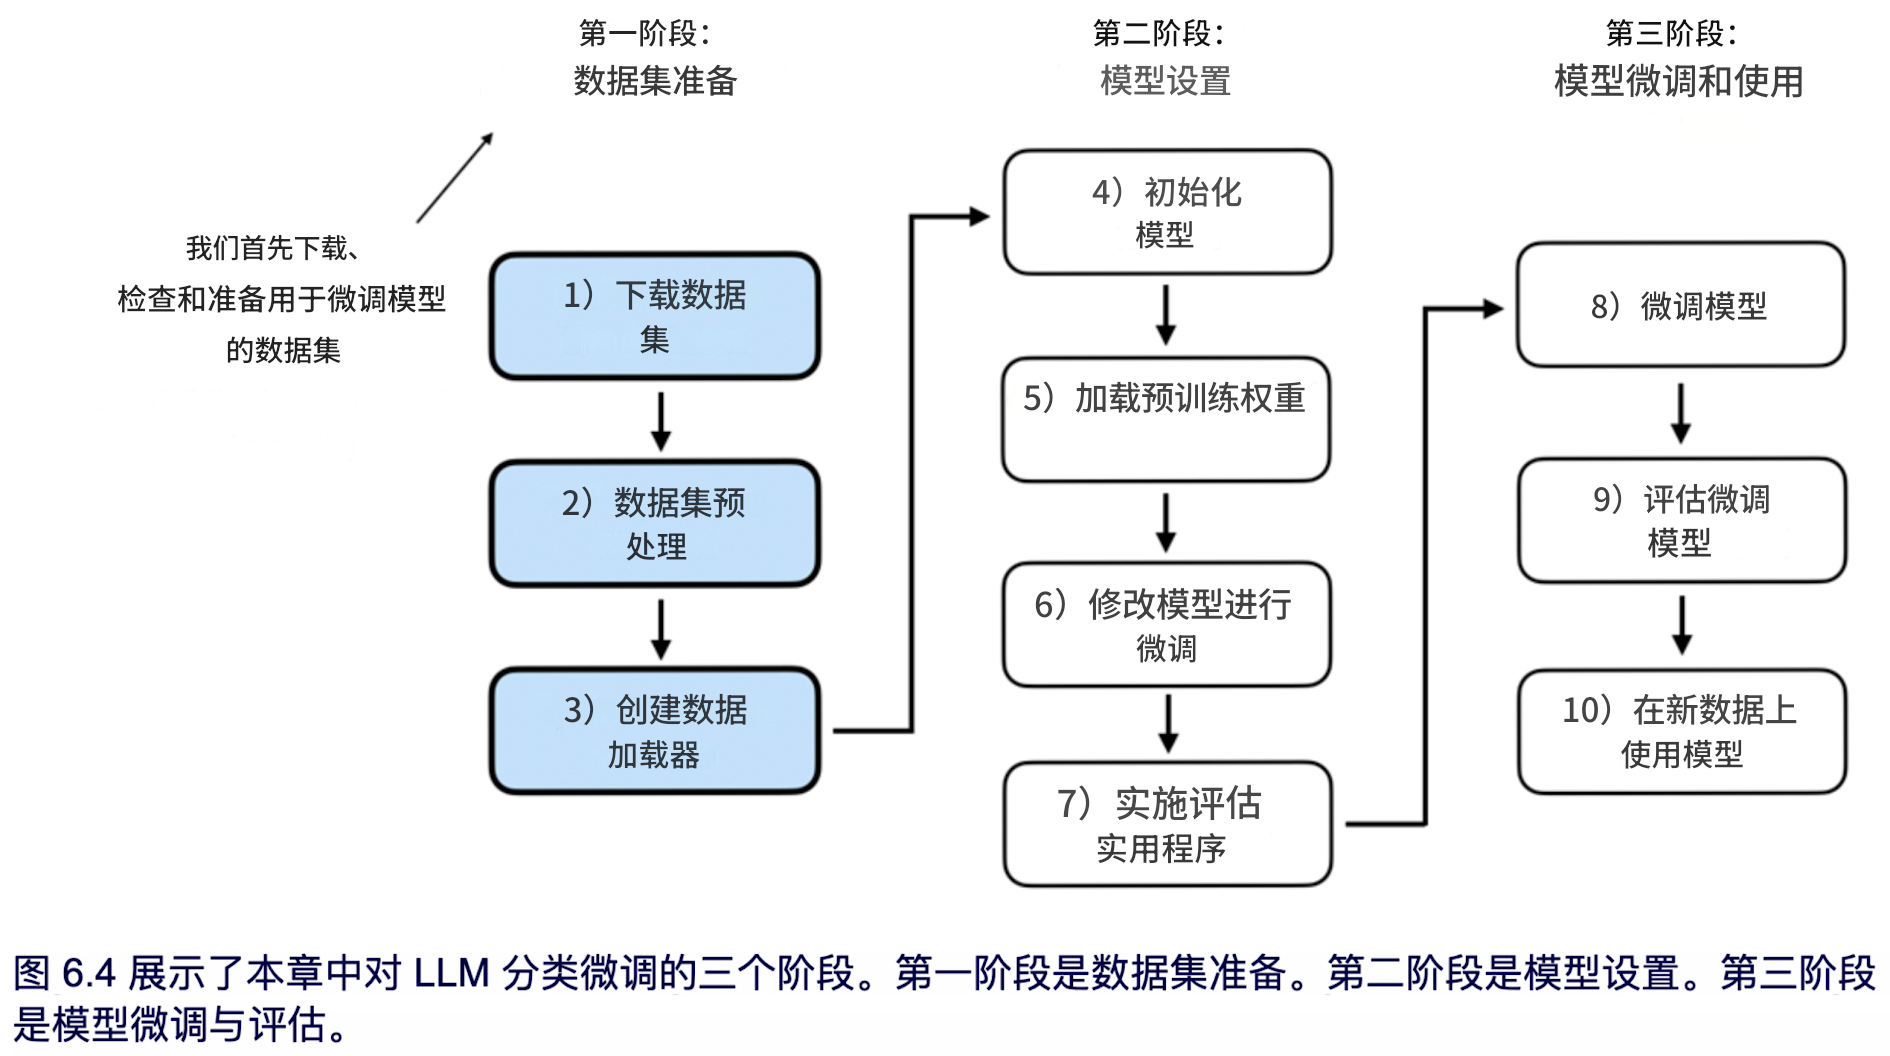 第一阶段：
数据集准备
我们首先下载、
检查和准备用于微调模型
的数据集
1）下载数据
集
2）数据集预
处理
3）创建数据
加载器
第二阶段：
模型设置
4）初始化
模型
5）加载预训练权重
6）修改模型进行
微调
7）实施评估
实用程序
第三阶段：
模型微调和使用
8）微调模型
9）评估微调
模型
10）在新数据上
使用模型
图 6.4 展示了本章中对 LLM 分类微调的三个阶段。第一阶段是数据集准备。第二阶段是模型设置。第三阶段
是模型微调与评估。